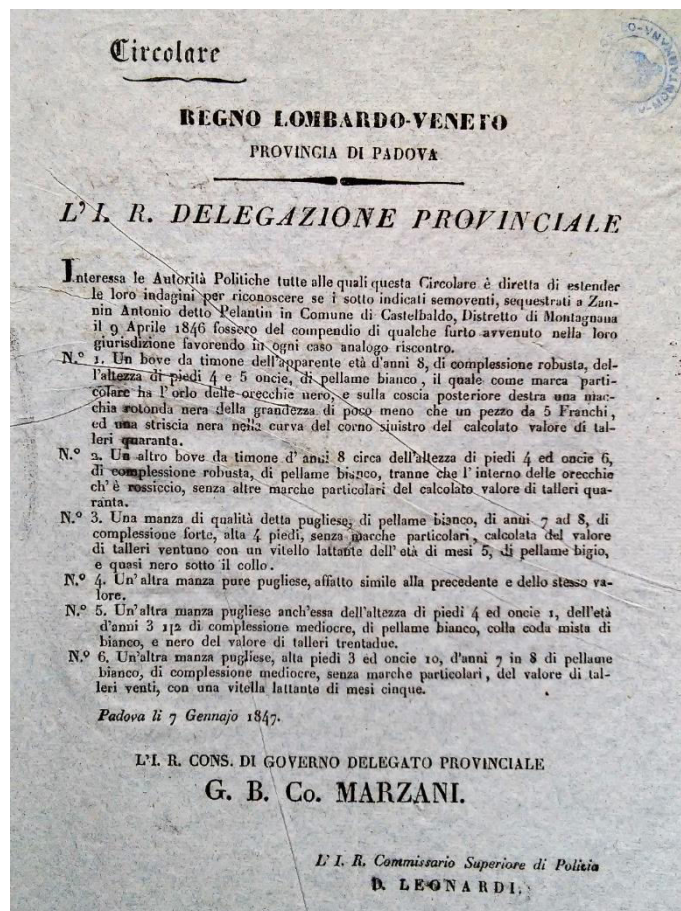 Circolare
REGNO LOMBARDO-VENETO
PROVINCIA DI PADOVA
L' I. R. DELEGAZIONE PROVINCIALE
Interessa le Autorità Politiche tutte alle quali questa Circolare è diretta di estender
le loro indagini per riconoscere se i sotto indicati semoventi, sequestrati a Zan-
nin Antonio detto Pelantin in Comune di Castelbaldo, Distretto di Montagnana
il 9 Aprile 1846 fossero del compendio di qualche furto avvenuto nella loro
giurisdizione favorendo in ogni caso analogo riscontro.
N.º 1. Un bove da timone dell'apparente età d'anni 8, di complessione robusta, del-
l'altezza di piedi 4 e 5 oncie, di pellame bianco, il quale come marca parti-
colare ha l'orlo delle orecchie nero, e sulla coscia posteriore destra una mac-
chia rotonda nera della grandezza di poco meno che un pezzo da 5 Franchi,
ed una striscia nera nella curva del corno sinistro del calcolato valore di tal-
leri quaranta.
N.º 2. Un altro bove da timone d' anni 8 circa dell'altezza di piedi 4 ed oncie 6,
di complessione robusta, di pellame bianco, tranne che l' interno delle orecchie
ch' è rossiccio, senza altre marche particolari del calcolato valore di talleri qua-
ranta.
N.º 3. Una manza di qualità detta pugliese, di pellame bianco, di anni 7 ad 8, di
complessione forte, alta 4 piedi, senza marche particolari, calcolata del valore
di talleri ventuno con un vitello lattante dell' età di mesi 5, di pellame bigio,
e quasi nero sotto il collo.
N.º 4. Un' altra manza pure pugliese, affatto simile alla precedente e dello stesso va-
lore.
N.º 5. Un'altra manza pugliese anch'essa dell'altezza di piedi 4 ed oncie 1, dell'età
d'anni 3 1|2 di complessione mediocre, di pellame bianco, colla coda mista di
bianco, e nero del valore di talleri trentadue.
N.º 6. Un'altra manza pugliese, alta piedi 3 ed oncie 10, d'anni 7 in 8 di pellame
bianco, di complessione mediocre, senza marche particolari, del valore di tal-
leri venti, con una vitella lattante di mesi cinque.
Padova li 7 Gennajo 1847.
L'I. R. CONS. DI GOVERNO DELEGATO PROVINCIALE
G. B. Co. MARZANI.
L' I. R. Commissario Superiore di Polizia
D. LEONARDI.